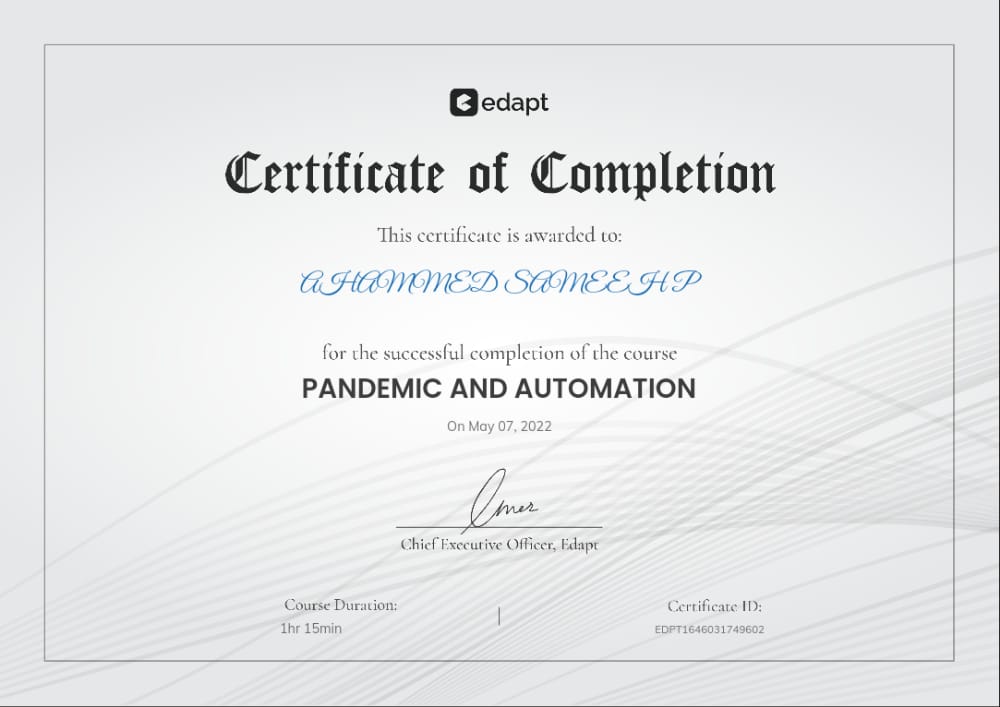 edapt
Certificate of Completion
This certificate is awarded to:
AHAMMED SAMEEH P
for the successful completion of the course
PANDEMIC AND AUTOMATION
On May 07, 2022
Omer
Chief Executive Officer, Edapt
Course Duration:
1hr 15min
Certificate ID:
EDPT1646031749602